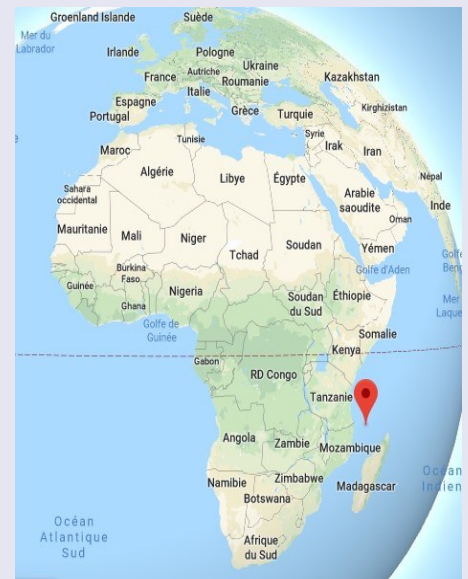 Groenland Islande
Suède
Mer du
Labrador
Irlande
Pologne
Ukraine
France
Autriche
Roumanie
Kazakhstan
Italie
Espagne
Grèce
Turquie
Kirghizistan
Portugal
Tunisie
Syrie
Maroc
Irak
Iran
Algérie
Libye
Égypte
Népal
Sahara
occidental
Arabie
saoudite
Inde
Oman
Mauritanie
Mali
Niger
Tchad
Soudan
Yémen
Golfe d'Aden
Burkina
Faso
Guinée
Nigeria
Soudan
du Sud
Éthiopie
Mer
Ghana
Golfe de
Guinée
Somalie
Kenya
Gabon
RD Congo
Tanzanie
Angola
Zambie
Mozambique
Namibie
Zimbabwe
Madagascar
Botswana
Océan
Indien
Océan
Atlantique
Sud
Afrique
du Sud